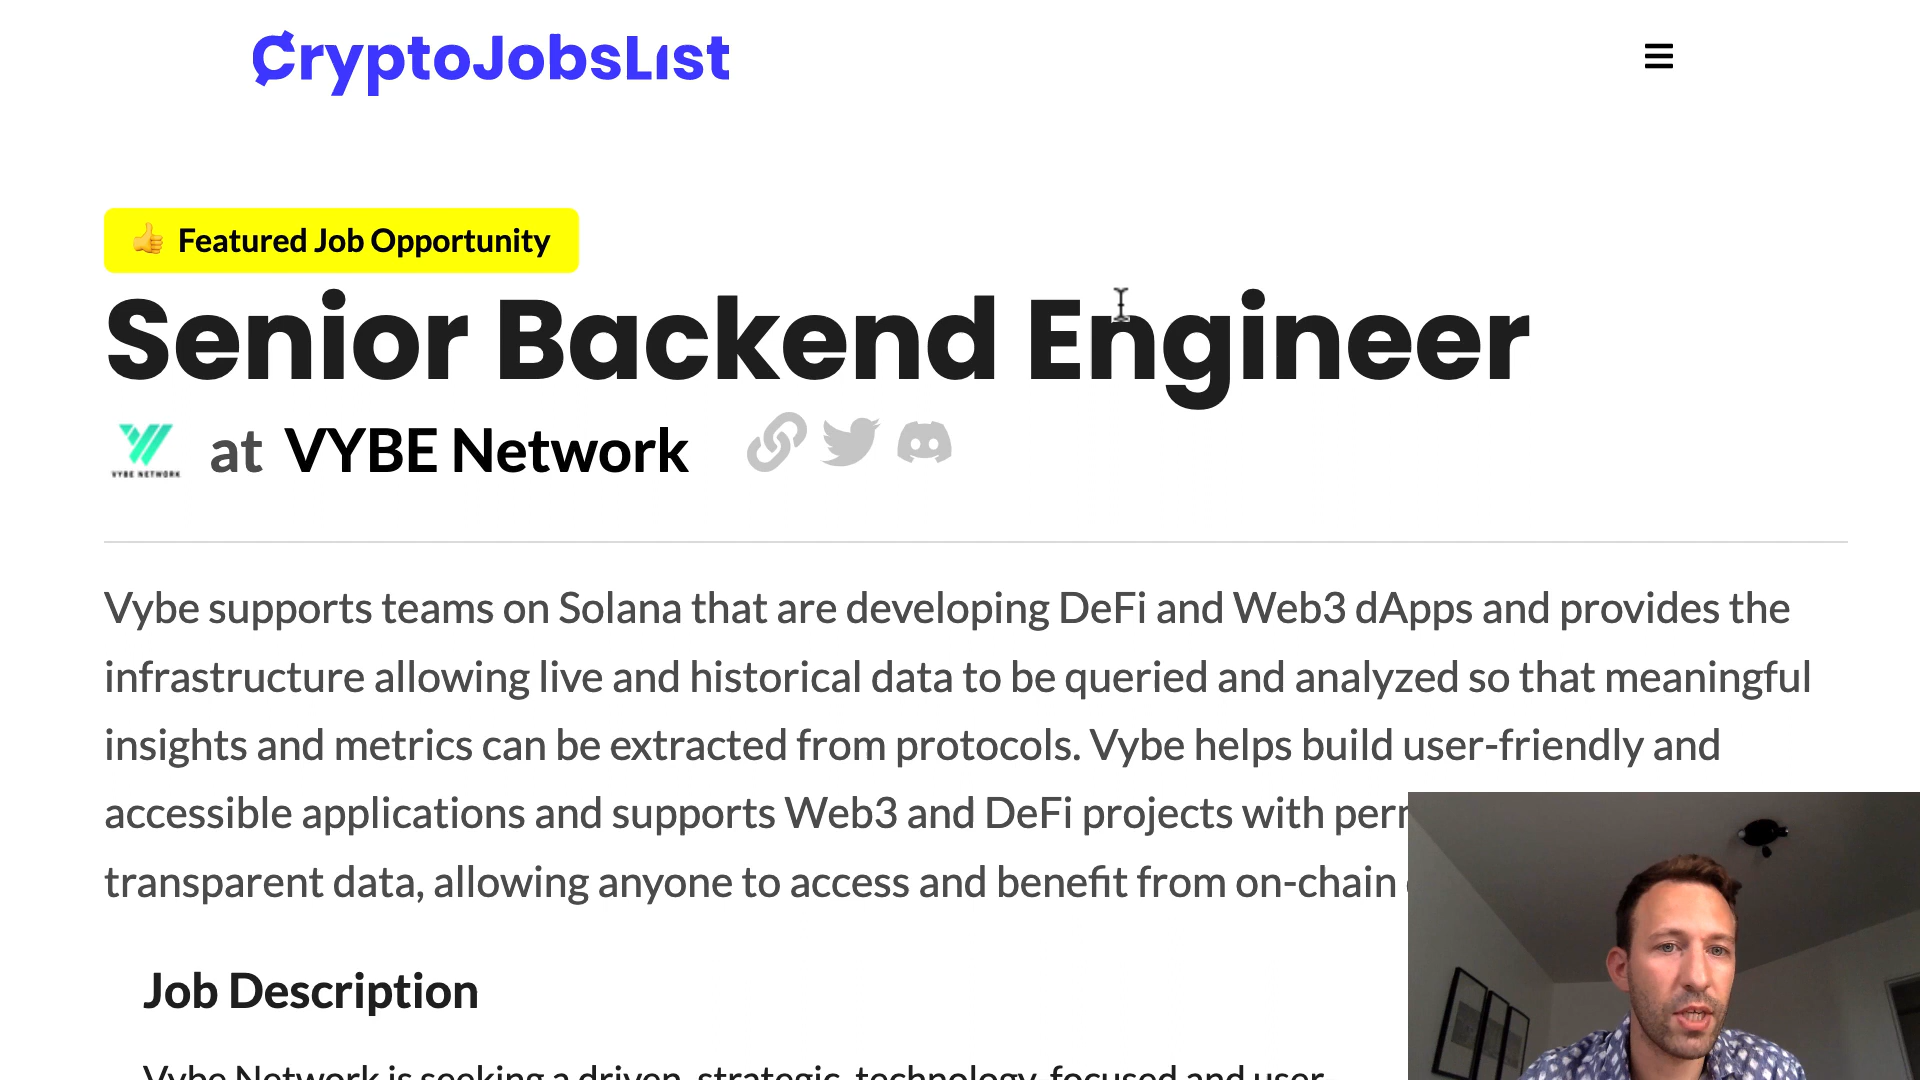 CryptoJobsList
👍 Featured Job Opportunity
Senior Backend Engineer
VYBE NETWORK
at VYBE Network
Vybe supports teams on Solana that are developing DeFi and Web3 dApps and provides the
infrastructure allowing live and historical data to be queried and analyzed so that meaningful
insights and metrics can be extracted from protocols. Vybe helps build user-friendly and
accessible applications and supports Web3 and DeFi projects with
transparent data, allowing anyone to access and benefit from on-chain
Job Description
Vybe Network is seeking a driven, strategic, technology-focused and user-